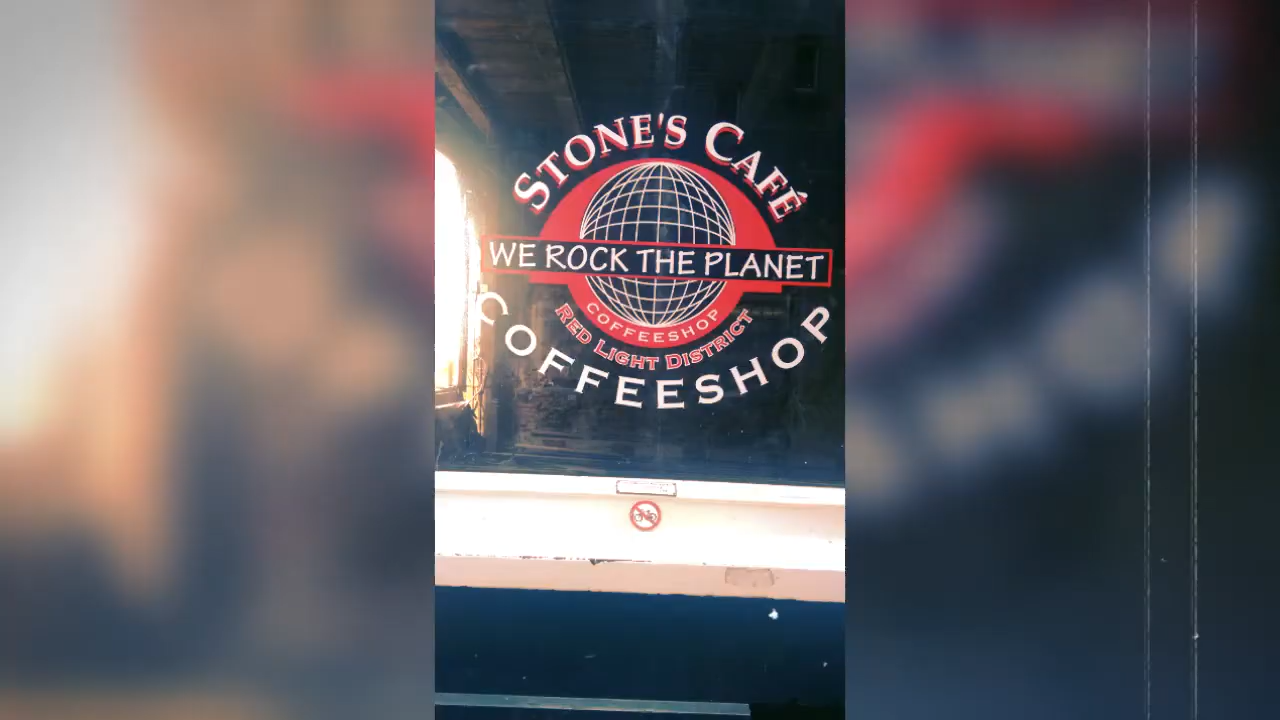 STONE'S CAFÉ
WE ROCK THE PLANET
COFFEESHOP
RED LIGHT DISTRICT
COFFEESHOP